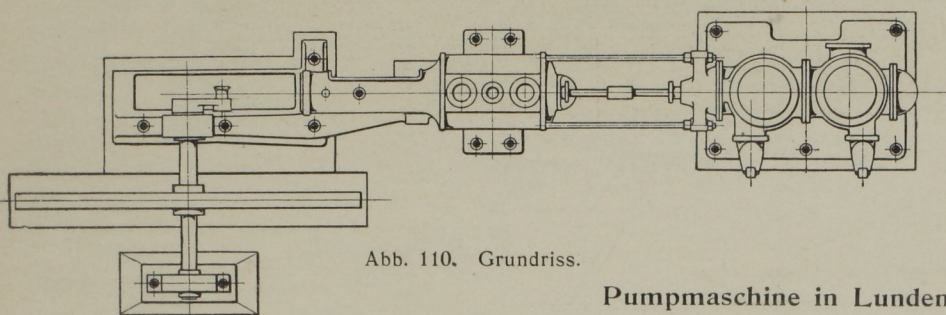 Abb. 110. Grundriss.
Pumpmaschine in Lunden